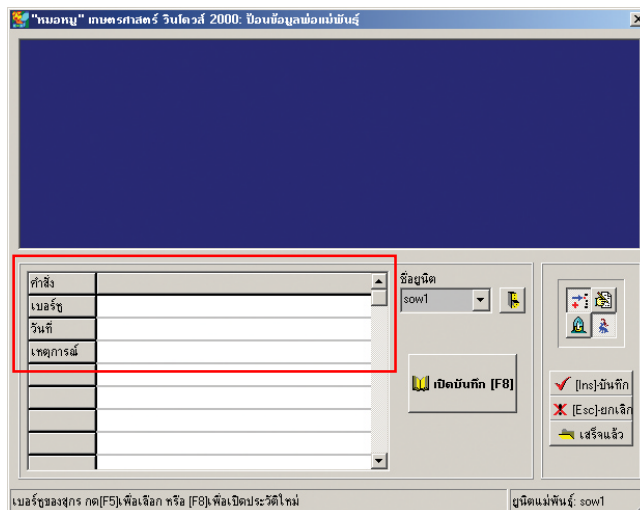 "หมอหมู" เกษตรศาสตร์ วินโดวส์ 2000: ป้อนข้อมูลพ่อแม่พันธุ์
คำสั่ง
เบอร์หู
วันที่
เหตุการณ์
ชื่อยูนิต
sow1
เปิดบันทึก [F8]
[Ins]-บันทึก
[Esc]-ยกเลิก
เสร็จแล้ว
เบอร์หูของสุกร กด[F5]เพื่อเลือก หรือ [F8]เพื่อเปิดประวัติใหม่
ยูนิตแม่พันธุ์: sow1